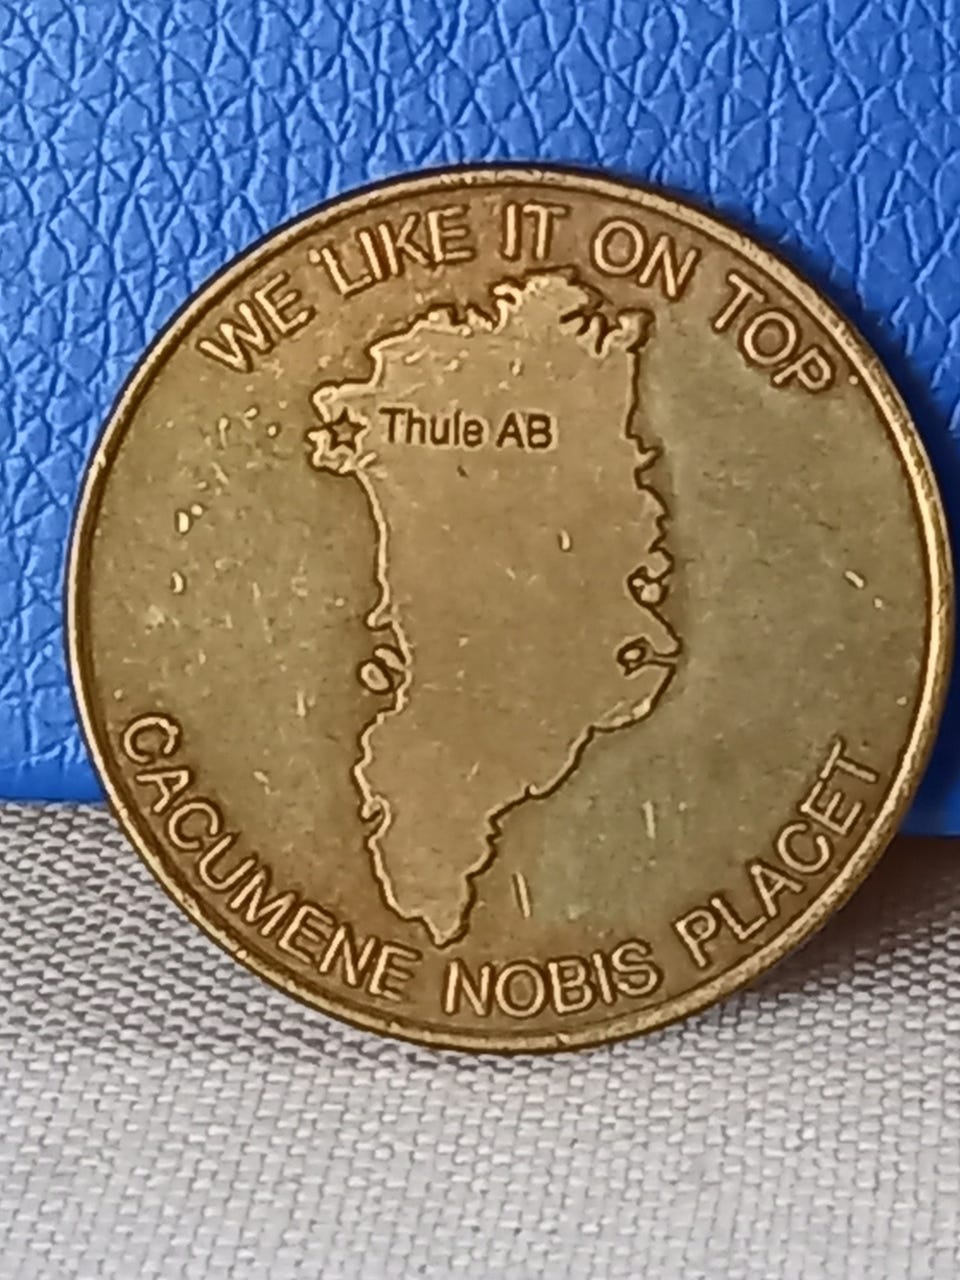 WE LIKE IT ON TOP
Thule AB
CACUMENE NOBIS PLACET